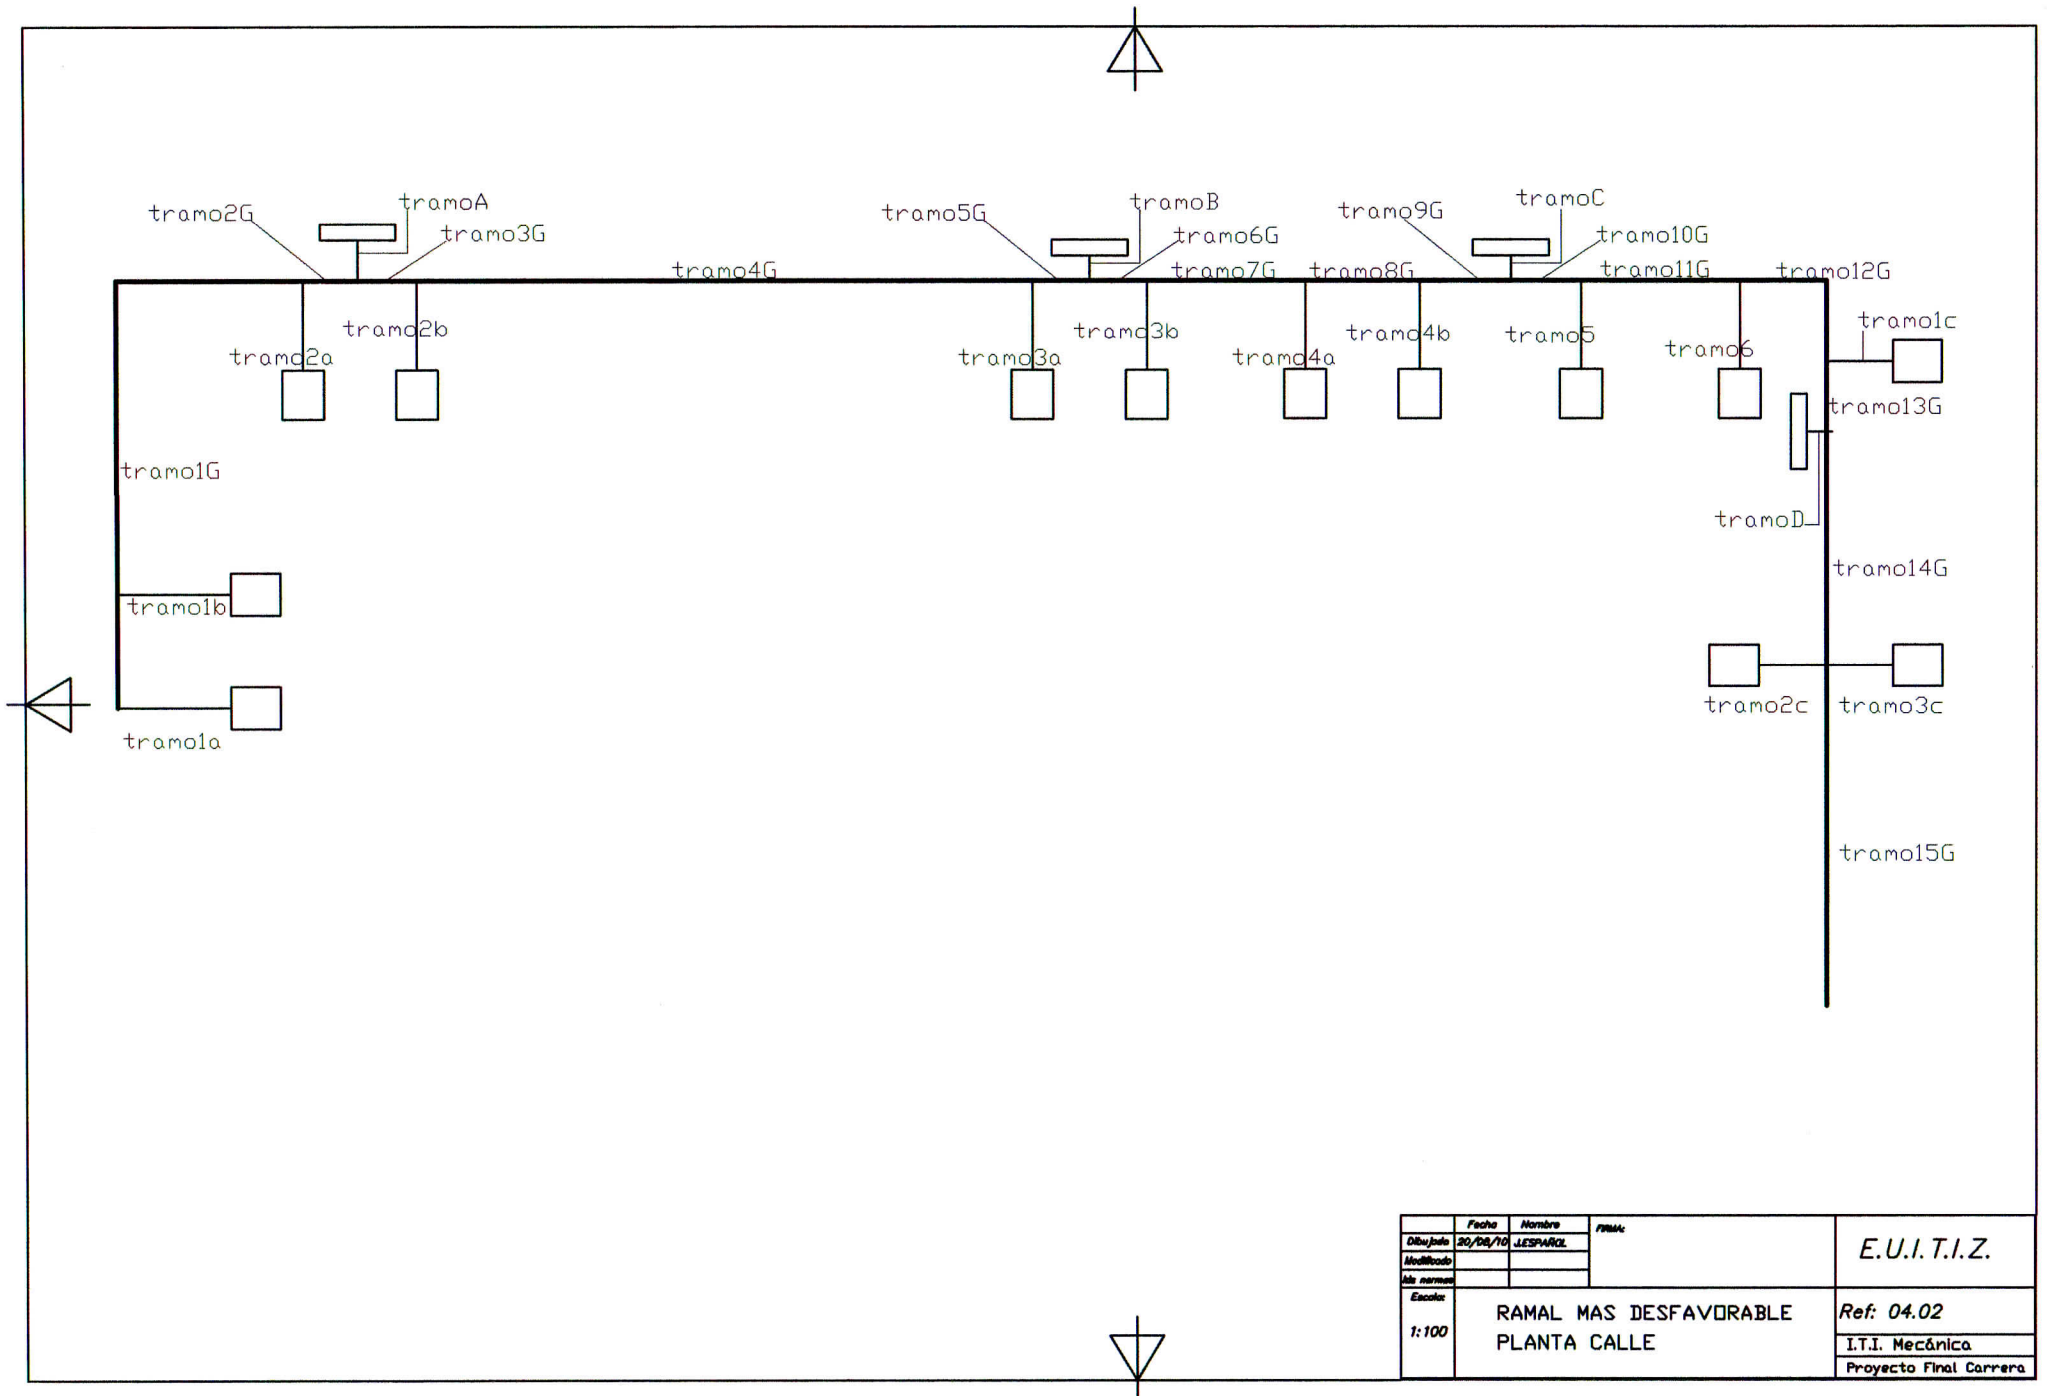 tramoA
tramoB
tramoC
tramo2G
tramo5G
tramo9G
tramo3G
tramo6G
tramo10G
tramo4G
tramo7G
tramo8G
tramo11G
tramo12G
tramo2b
tramo3b
tramo4b
tramo5
tramo1c
tramo2a
tramo3a
tramo4a
tramo6
tramo13G
tramo1G
tramoD
tramo14G
tramo1b
tramo2c
tramo3c
tramo1a
tramo15G
Fecha Nombre FIRMA:
Dibujado 20/08/10 J.ESPAÑOL
Modificado
E.U.I.T.I.Z.
Escala:
1:100
RAMAL MAS DESFAVORABLE
PLANTA CALLE
Ref: 04.02
I.T.I. Mecánica
Proyecto Final Carrera